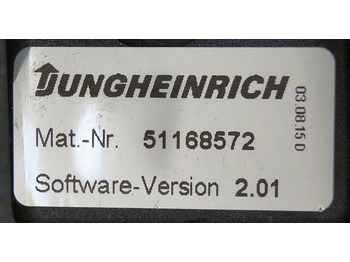 JUNGHEINRICH
Mat.-Nr. 51168572
Software-Version 2.01
03.08.15 0